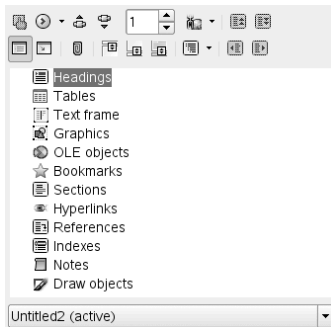 1
Headings
Tables
Text frame
Graphics
OLE objects
Bookmarks
Sections
Hyperlinks
References
Indexes
Notes
Draw objects
Untitled2 (active)